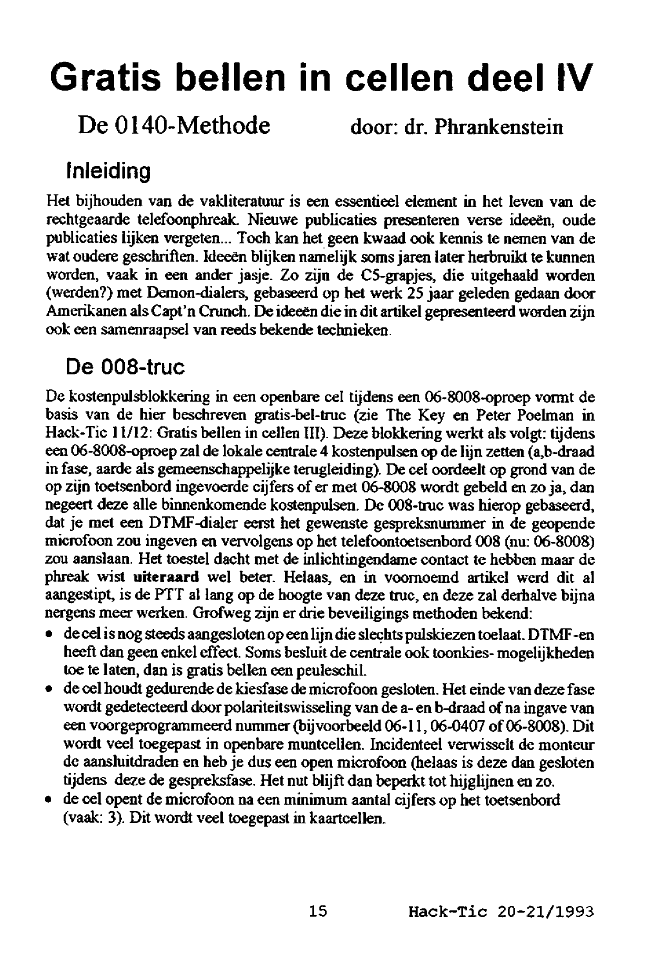 Gratis bellen in cellen deel IV
De 0140-Methode door: dr. Phrankenstein
Inleiding
Het bijhouden van de vakliteratuur is een essentieel element in het leven van de
rechtgeaarde telefoonphreak. Nieuwe publicaties presenteren verse ideeën, oude
publicaties lijken vergeten... Toch kan het geen kwaad ook kennis te nemen van de
wat oudere geschriften. Ideeën blijken namelijk soms jaren later herbruikt te kunnen
worden, vaak in een ander jasje. Zo zijn de C5-grapjes, die uitgehaald worden
(werden?) met Demon-dialers, gebaseerd op het werk 25 jaar geleden gedaan door
Amerikanen als Capt'n Crunch. De ideeën die in dit artikel gepresenteerd worden zijn
ook een samenraapsel van reeds bekende technieken.
De 008-truc
De kostenpulsblokkering in een openbare cel tijdens een 06-8008-oproep vormt de
basis van de hier beschreven gratis-bel-truc (zie The Key en Peter Poelman in
Hack-Tic 11/12: Gratis bellen in cellen III). Deze blokkering werkt als volgt: tijdens
een 06-8008-oproep zal de lokale centrale 4 kostenpulsen op de lijn zetten (a,b-draad
in fase, aarde als gemeenschappelijke terugleiding). De cel oordeelt op grond van de
op zijn toetsenbord ingevoerde cijfers of er met 06-8008 wordt gebeld en zo ja, dan
negeert deze alle binnenkomende kostenpulsen. De 008-truc was hierop gebaseerd,
dat je met een DTMF-dialer eerst het gewenste gespreksnummer in de geopende
microfoon zou ingeven en vervolgens op het telefoontoetsenbord 008 (nu: 06-8008)
zou aanslaan. Het toestel dacht met de inlichtingendame contact te hebben maar de
phreak wist uiteraard wel beter. Helaas, en in voornoemd artikel werd dit al
aangestipt, is de PTT al lang op de hoogte van deze truc, en deze zal derhalve bijna
nergens meer werken. Grofweg zijn er drie beveiligings methoden bekend:
• de cel is nog steeds aangesloten op een lijn die slechts pulskiezen toelaat. DTMF-en
heeft dan geen enkel effect. Soms besluit de centrale ook toonkies- mogelijkheden
toe te laten, dan is gratis bellen een peuleschil.
• de cel houdt gedurende de kiesfase de microfoon gesloten. Het einde van deze fase
wordt gedetecteerd door polariteitswisseling van de a- en b-draad of na ingave van
een voorgeprogrammeerd nummer (bijvoorbeeld 06-11, 06-0407 of 06-8008). Dit
wordt veel toegepast in openbare muntcellen. Incidenteel verwisselt de monteur
de aansluitdraden en heb je dus een open microfoon (helaas is deze dan gesloten
tijdens deze de gespreksfase. Het nut blijft dan beperkt tot hijglijnen en zo.
• de cel opent de microfoon na een minimum aantal cijfers op het toetsenbord
(vaak: 3). Dit wordt veel toegepast in kaartcellen.
15 Hack-Tic 20-21/1993